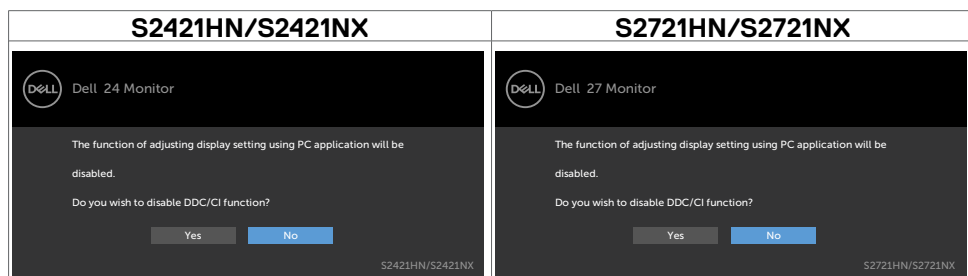 S2421HN/S2421NX
S2721HN/S2721NX
DELL Dell 24 Monitor
The function of adjusting display setting using PC application will be
disabled.
Do you wish to disable DDC/CI function?
Yes No
S2421HN/S2421NX
DELL Dell 27 Monitor
The function of adjusting display setting using PC application will be
disabled.
Do you wish to disable DDC/CI function?
Yes No
S2721HN/S2721NX